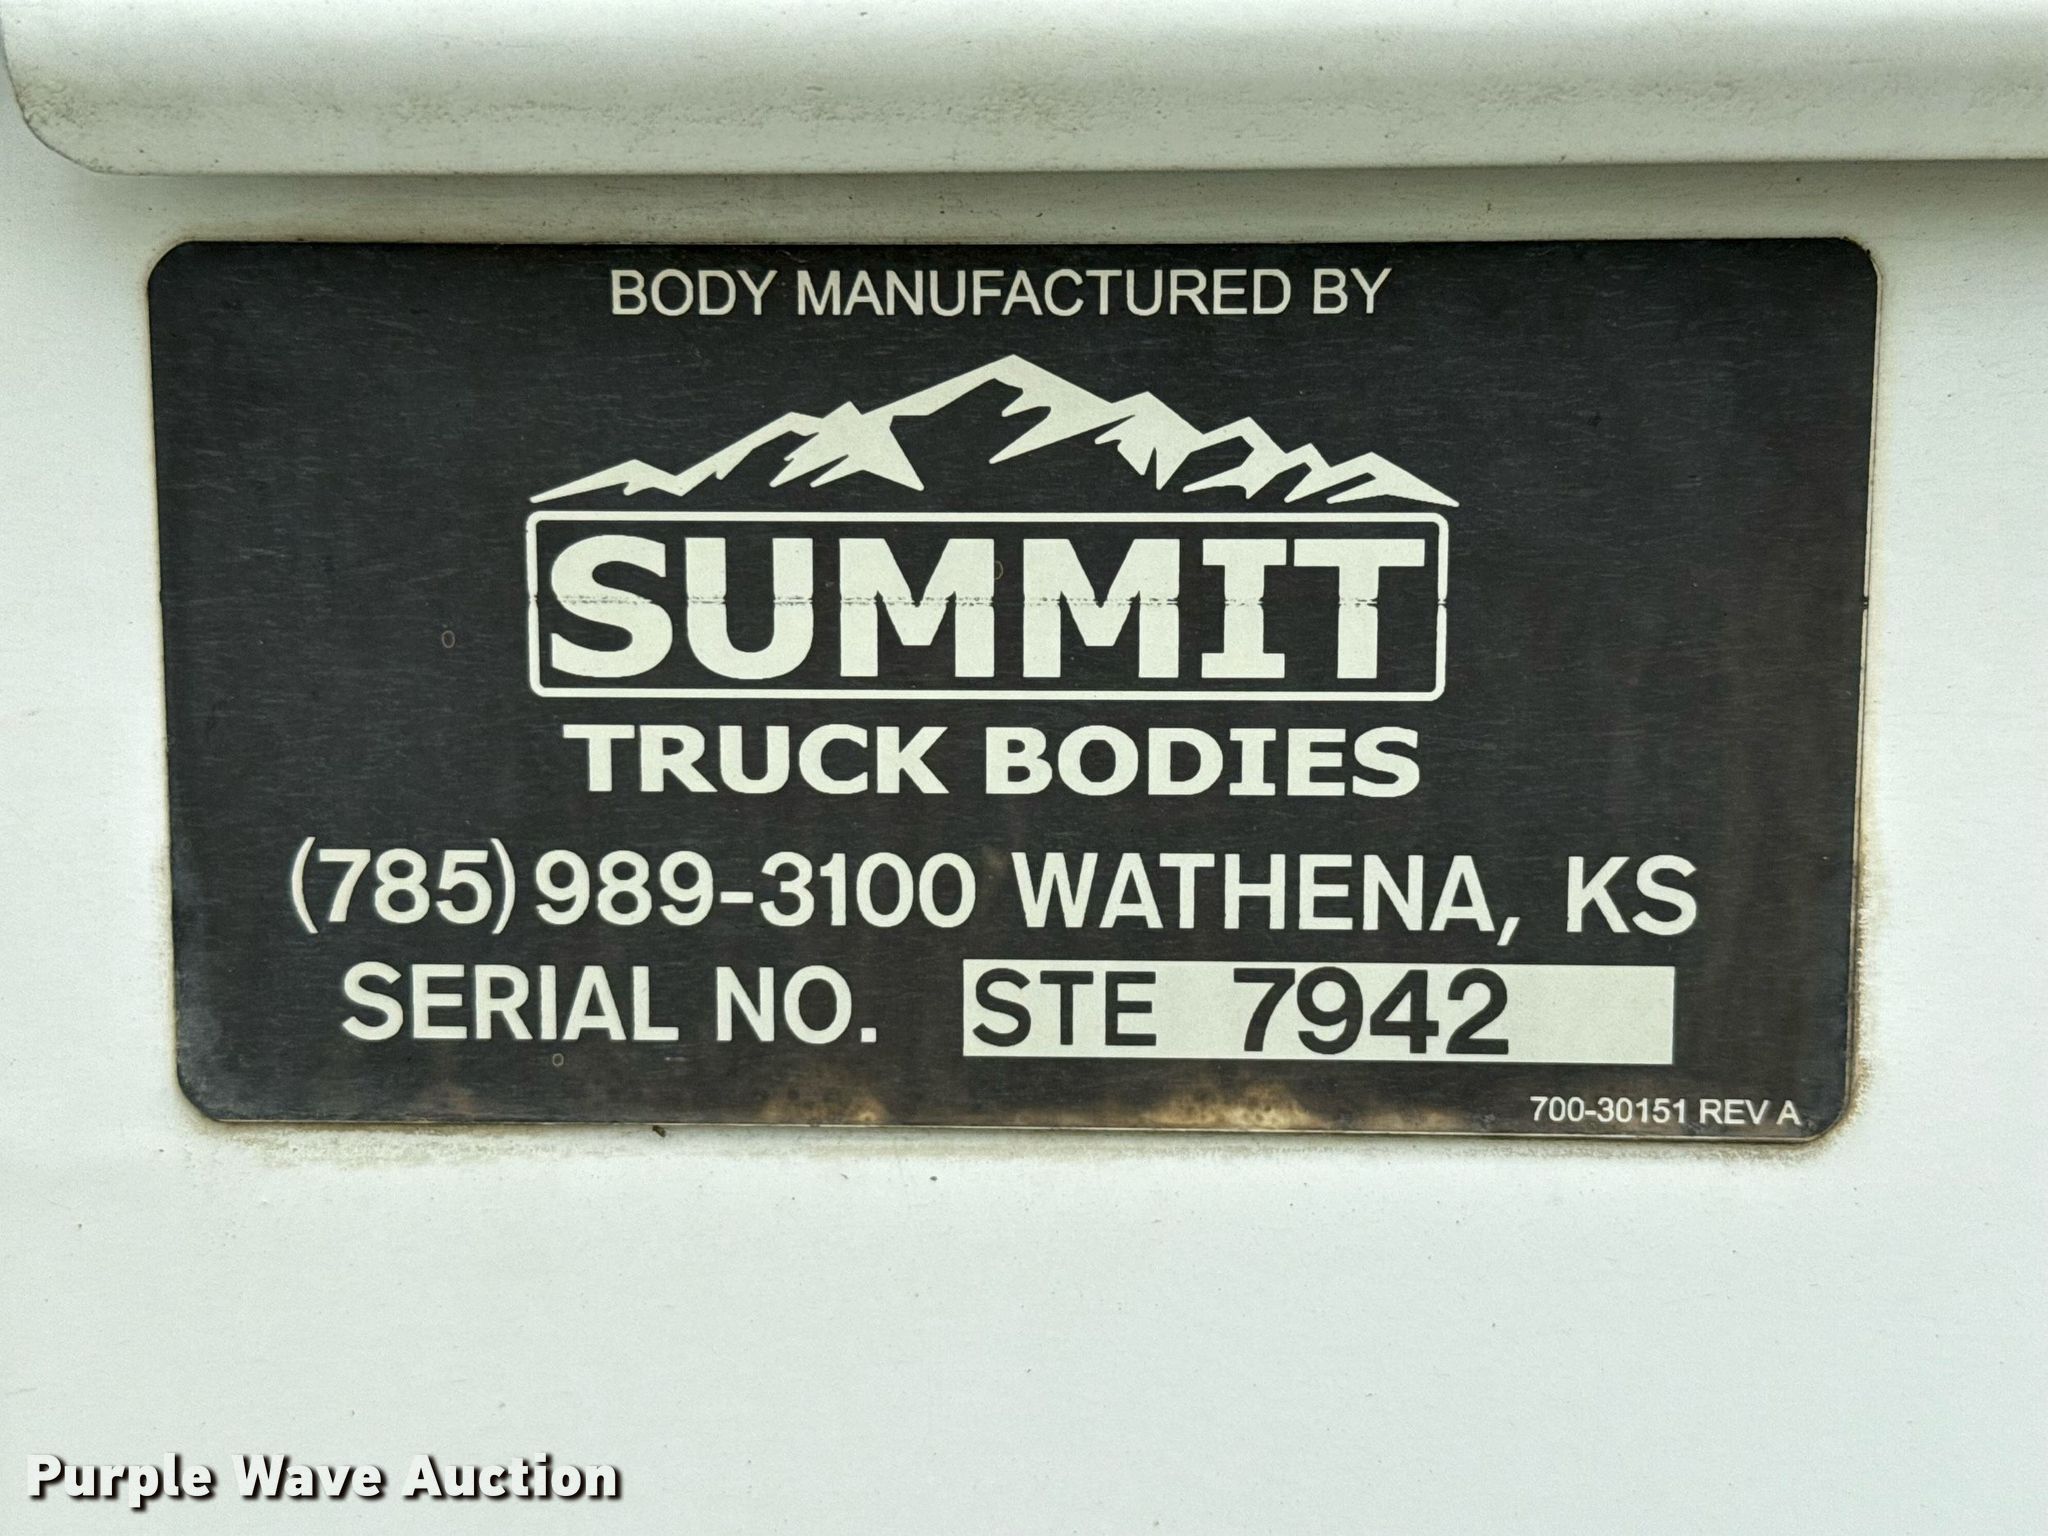 BODY MANUFACTURED BY
SUMMIT
TRUCK BODIES
(785) 989-3100 WATHENA, KS
SERIAL NO. STE 7942
700-30151 REV A
Purple Wave Auction